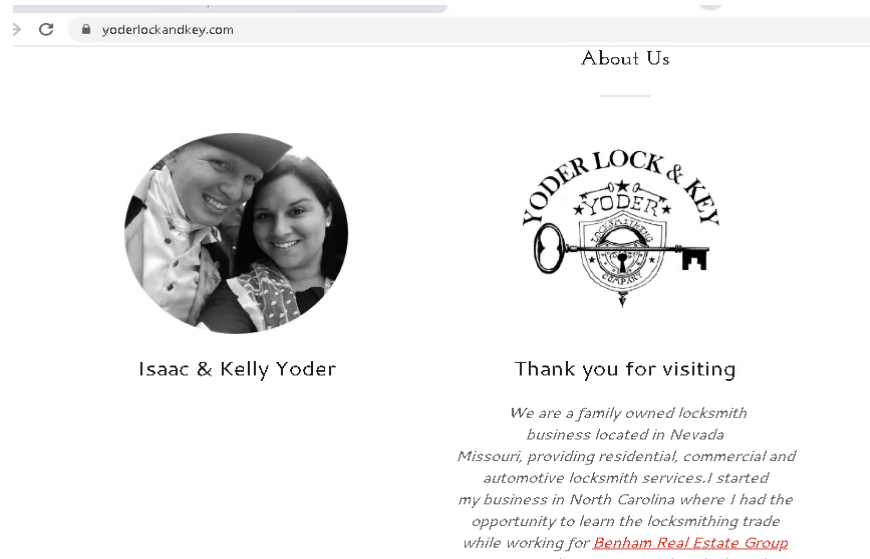 yoderlockandkey.com
About Us
YODER LOCK & KEY
YODER
LOCKSMITHING
COMPANY
Isaac & Kelly Yoder
Thank you for visiting
We are a family owned locksmith
business located in Nevada
Missouri, providing residential, commercial and
automotive locksmith services.I started
my business in North Carolina where I had the
opportunity to learn the locksmithing trade
while working for Benham Real Estate Group